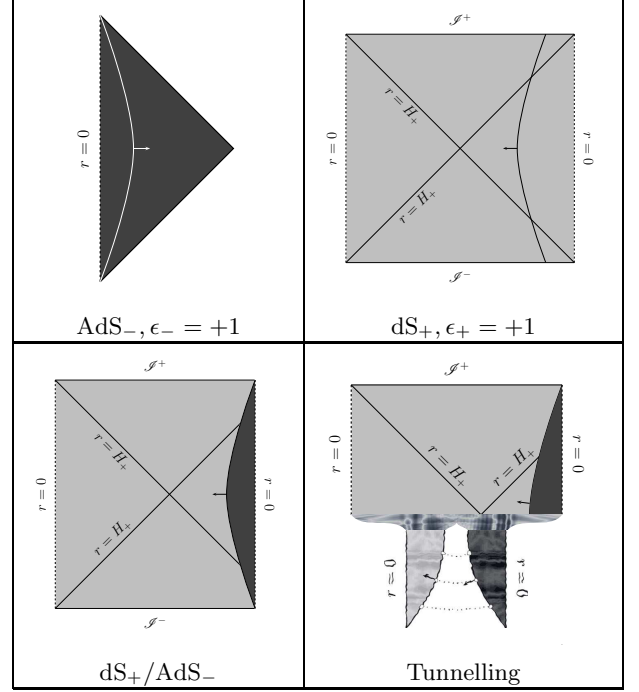 r = 0
AdS₋, ϵ₋ = +1
ℐ⁺
r = 0
r = H₊
r = H₊
r = 0
ℐ⁻
dS₊, ϵ₊ = +1
ℐ⁺
r = 0
r = H₊
r = H₊
r = 0
ℐ⁻
dS₊/AdS₋
ℐ⁺
r = 0
r = H₊
r = H₊
r = 0
r ≈ 0
r ≈ 0
Tunnelling